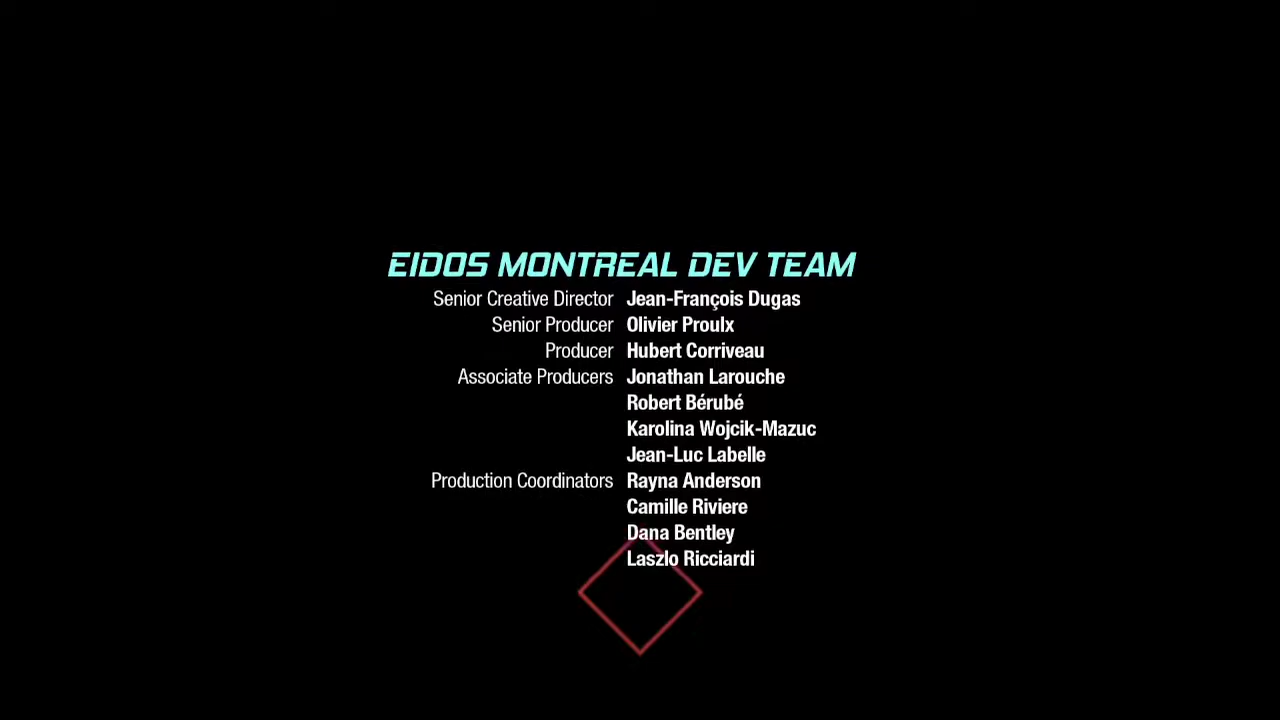 EIDOS MONTREAL DEV TEAM
Senior Creative Director Jean-François Dugas
Senior Producer Olivier Proulx
Producer Hubert Corriveau
Associate Producers Jonathan Larouche
Robert Bérubé
Karolina Wojcik-Mazuc
Jean-Luc Labelle
Production Coordinators Rayna Anderson
Camille Riviere
Dana Bentley
Laszlo Ricciardi